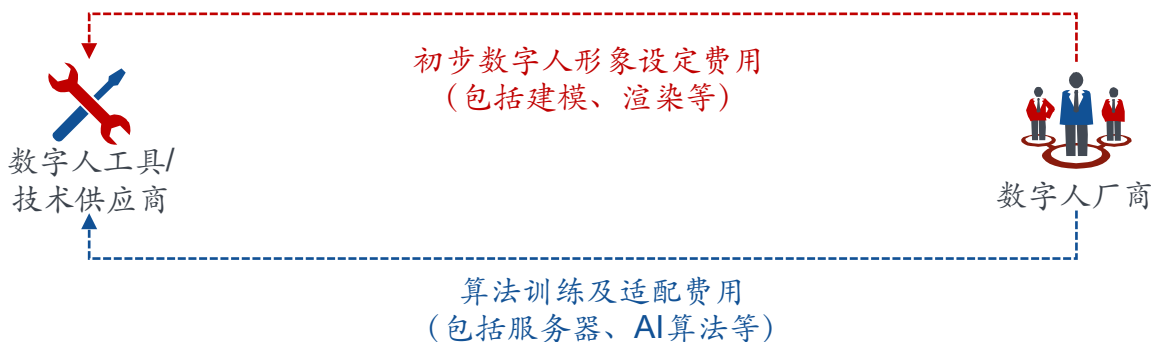 初步数字人形象设定费用
（包括建模、渲染等）
数字人工具/
技术供应商
数字人厂商
算法训练及适配费用
（包括服务器、AI算法等）